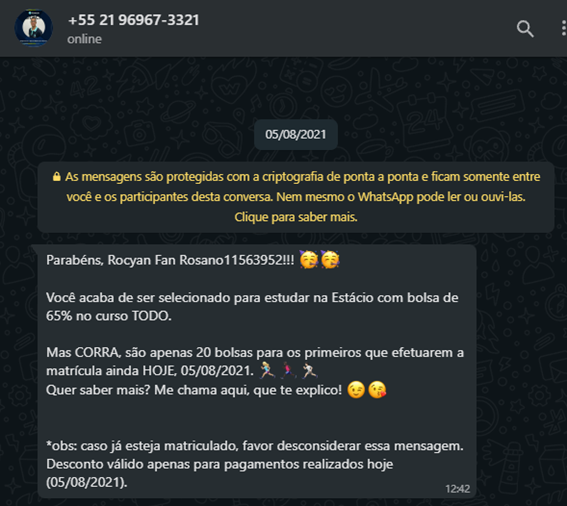 +55 21 96967-3321
online
05/08/2021
🔒 As mensagens são protegidas com a criptografia de ponta a ponta e ficam somente entre
você e os participantes desta conversa. Nem mesmo o WhatsApp pode ler ou ouvi-las.
Clique para saber mais.
Parabéns, Rocyan Fan Rosano11563952!!! 🥳🥳
Você acaba de ser selecionado para estudar na Estácio com bolsa de
65% no curso TODO.
Mas CORRA, são apenas 20 bolsas para os primeiros que efetuarem a
matrícula ainda HOJE, 05/08/2021. 🏃🏼‍♀️🏃🏿‍♀️🏃🏻
Quer saber mais? Me chama aqui, que te explico! 😉😘
*obs: caso já esteja matriculado, favor desconsiderar essa mensagem.
Desconto válido apenas para pagamentos realizados hoje
(05/08/2021).
12:42